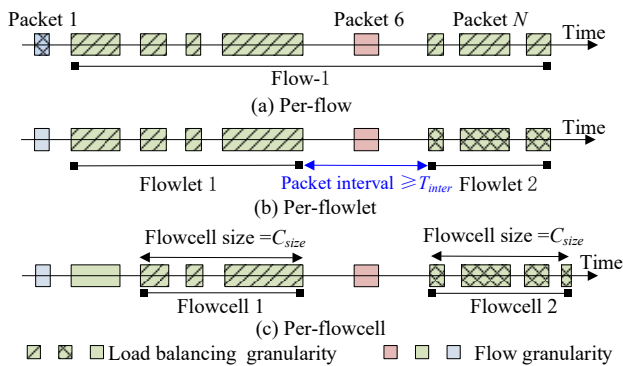 Packet 1 Packet 6 Packet N Time
Flow-1
(a) Per-flow
Time
Flowlet 1 Packet interval ≥T_inter Flowlet 2
(b) Per-flowlet
Flowcell size =C_size Flowcell size =C_size
Time
Flowcell 1 Flowcell 2
(c) Per-flowcell
Load balancing granularity Flow granularity